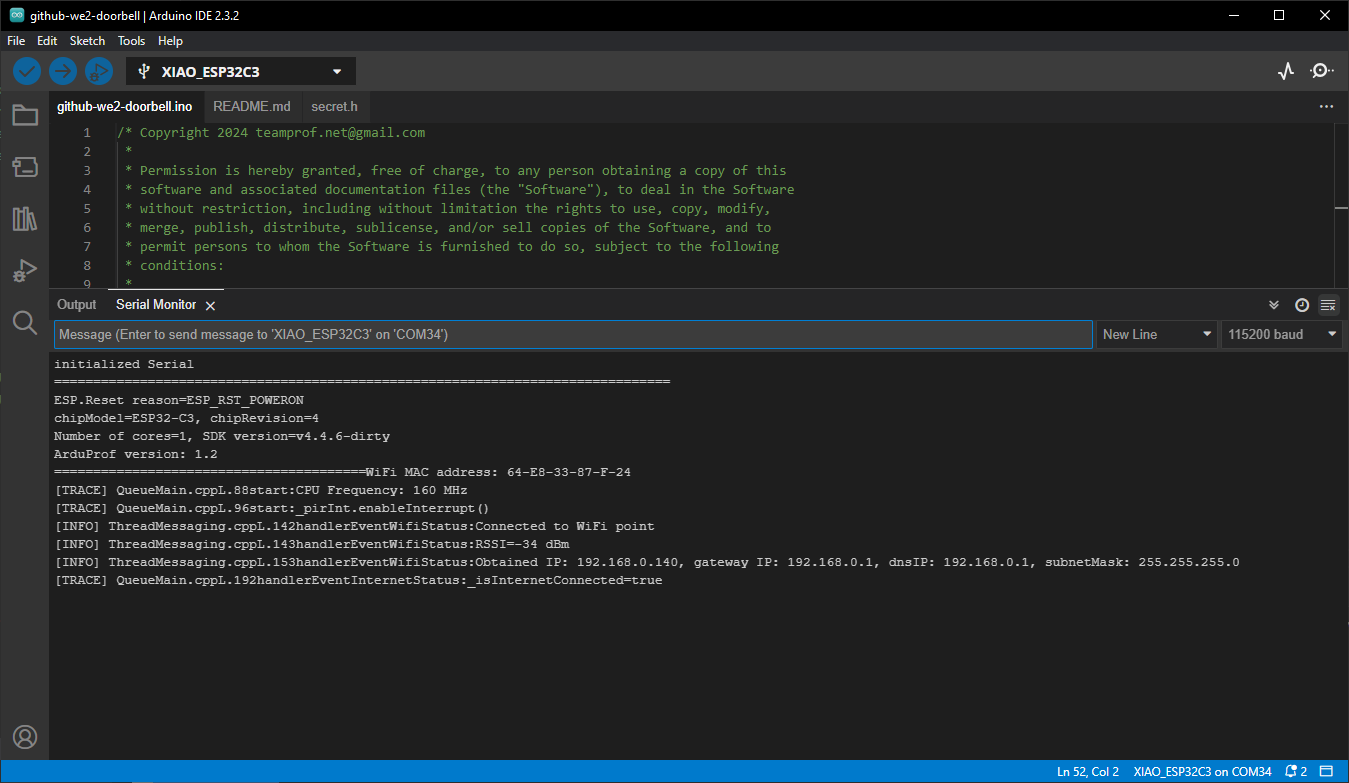 github-we2-doorbell | Arduino IDE 2.3.2
File Edit Sketch Tools Help
XIAO_ESP32C3
github-we2-doorbell.ino README.md secret.h
1 /* Copyright 2024 teamprof.net@gmail.com
2 *
3 * Permission is hereby granted, free of charge, to any person obtaining a copy of this
4 * software and associated documentation files (the "Software"), to deal in the Software
5 * without restriction, including without limitation the rights to use, copy, modify,
6 * merge, publish, distribute, sublicense, and/or sell copies of the Software, and to
7 * permit persons to whom the Software is furnished to do so, subject to the following
8 * conditions:
9 *
Output Serial Monitor
Message (Enter to send message to 'XIAO_ESP32C3' on 'COM34') New Line 115200 baud
initialized Serial
===============================================================================
ESP.Reset reason=ESP_RST_POWERON
chipModel=ESP32-C3, chipRevision=4
Number of cores=1, SDK version=v4.4.6-dirty
ArduProf version: 1.2
========================================WiFi MAC address: 64-E8-33-87-F-24
[TRACE] QueueMain.cppL.88start:CPU Frequency: 160 MHz
[TRACE] QueueMain.cppL.96start:_pirInt.enableInterrupt()
[INFO] ThreadMessaging.cppL.142handlerEventWifiStatus:Connected to WiFi point
[INFO] ThreadMessaging.cppL.143handlerEventWifiStatus:RSSI=-34 dBm
[INFO] ThreadMessaging.cppL.153handlerEventWifiStatus:Obtained IP: 192.168.0.140, gateway IP: 192.168.0.1, dnsIP: 192.168.0.1, subnetMask: 255.255.255.0
[TRACE] QueueMain.cppL.192handlerEventInternetStatus:_isInternetConnected=true
Ln 52, Col 2 XIAO_ESP32C3 on COM34 2